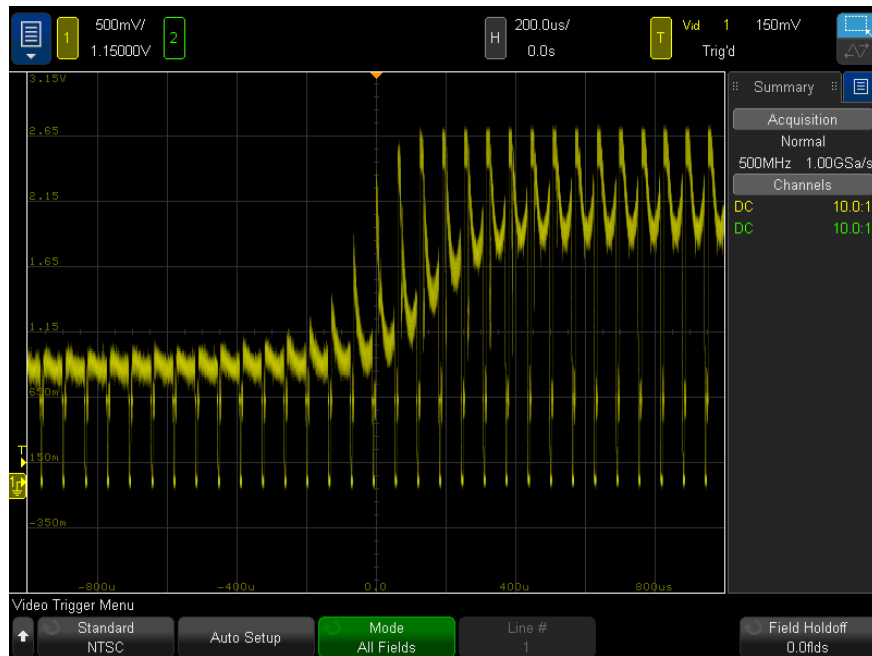 1
500mV/
1.15000V
2
H
200.0us/
0.0s
T
Vid 1 150mV
Trig'd
3.15V
2.65
2.15
1.65
1.15
650m
150m
-350m
T
1
-800u -400u 0.0 400u 800us
Summary
Acquisition
Normal
500MHz 1.00GSa/s
Channels
DC 10.0:1
DC 10.0:1
Video Trigger Menu
Standard
NTSC
Auto Setup
Mode
All Fields
Line #
1
Field Holdoff
0.0flds